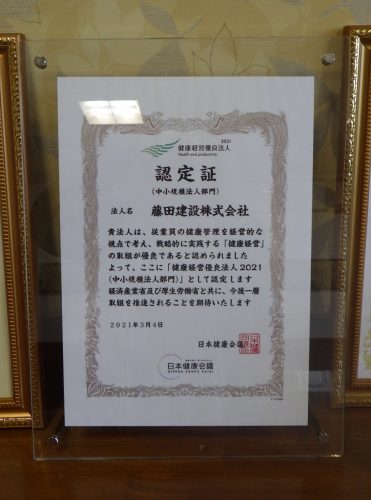 2021
健康経営優良法人
Health and productivity
認定証
(中小規模法人部門)
法人名 藤田建設株式会社
貴法人は、従業員の健康管理を経営的な
視点で考え、戦略的に実践する「健康経営」
の取組が優良であると認められました
よって、ここに「健康経営優良法人2021
(中小規模法人部門)」として認定します
経済産業省及び厚生労働省と共に、今後一層
取組を推進されることを期待いたします
2021年3月4日
日本健康会議
日本健康会議
NIPPON KENKO KAIGI